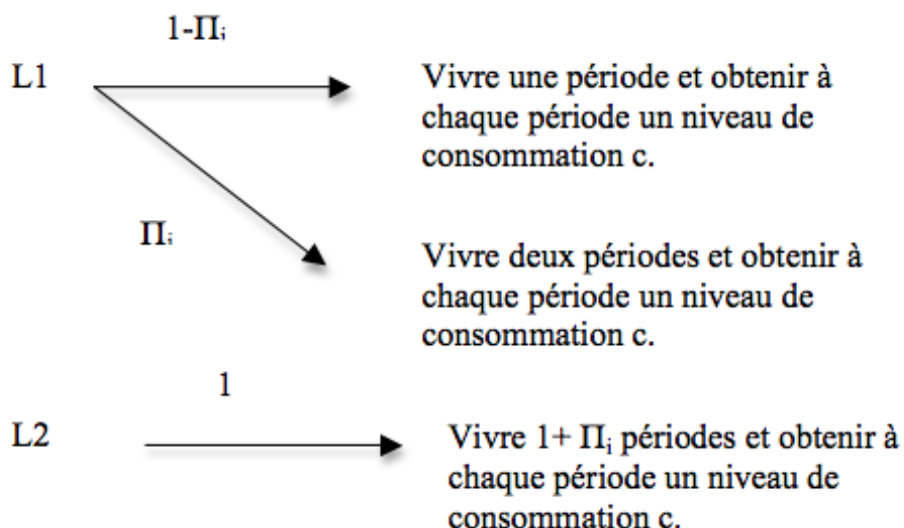 1-Πi
L1
Vivre une période et obtenir à
chaque période un niveau de
consommation c.
Πi
Vivre deux périodes et obtenir à
chaque période un niveau de
consommation c.
1
L2
Vivre 1+ Πi périodes et obtenir à
chaque période un niveau de
consommation c.